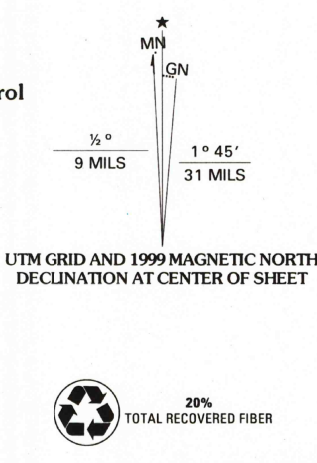 MN
GN
rol
½ °
9 MILS
1° 45′
31 MILS
UTM GRID AND 1999 MAGNETIC NORTH
DECLINATION AT CENTER OF SHEET
20%
TOTAL RECOVERED FIBER